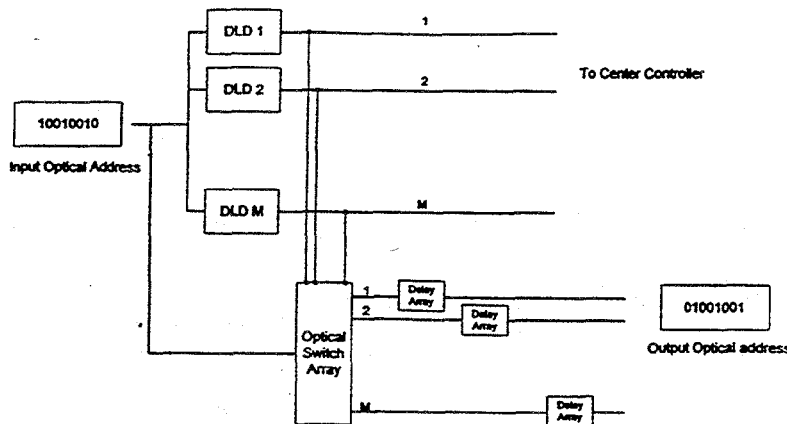 DLD 1
1
To Center Controller
DLD 2
2
10010010
Input Optical Address
DLD M
M
1
Delay
Array
2
Delay
Array
01001001
Optical
Switch
Array
Output Optical address
M
Delay
Array